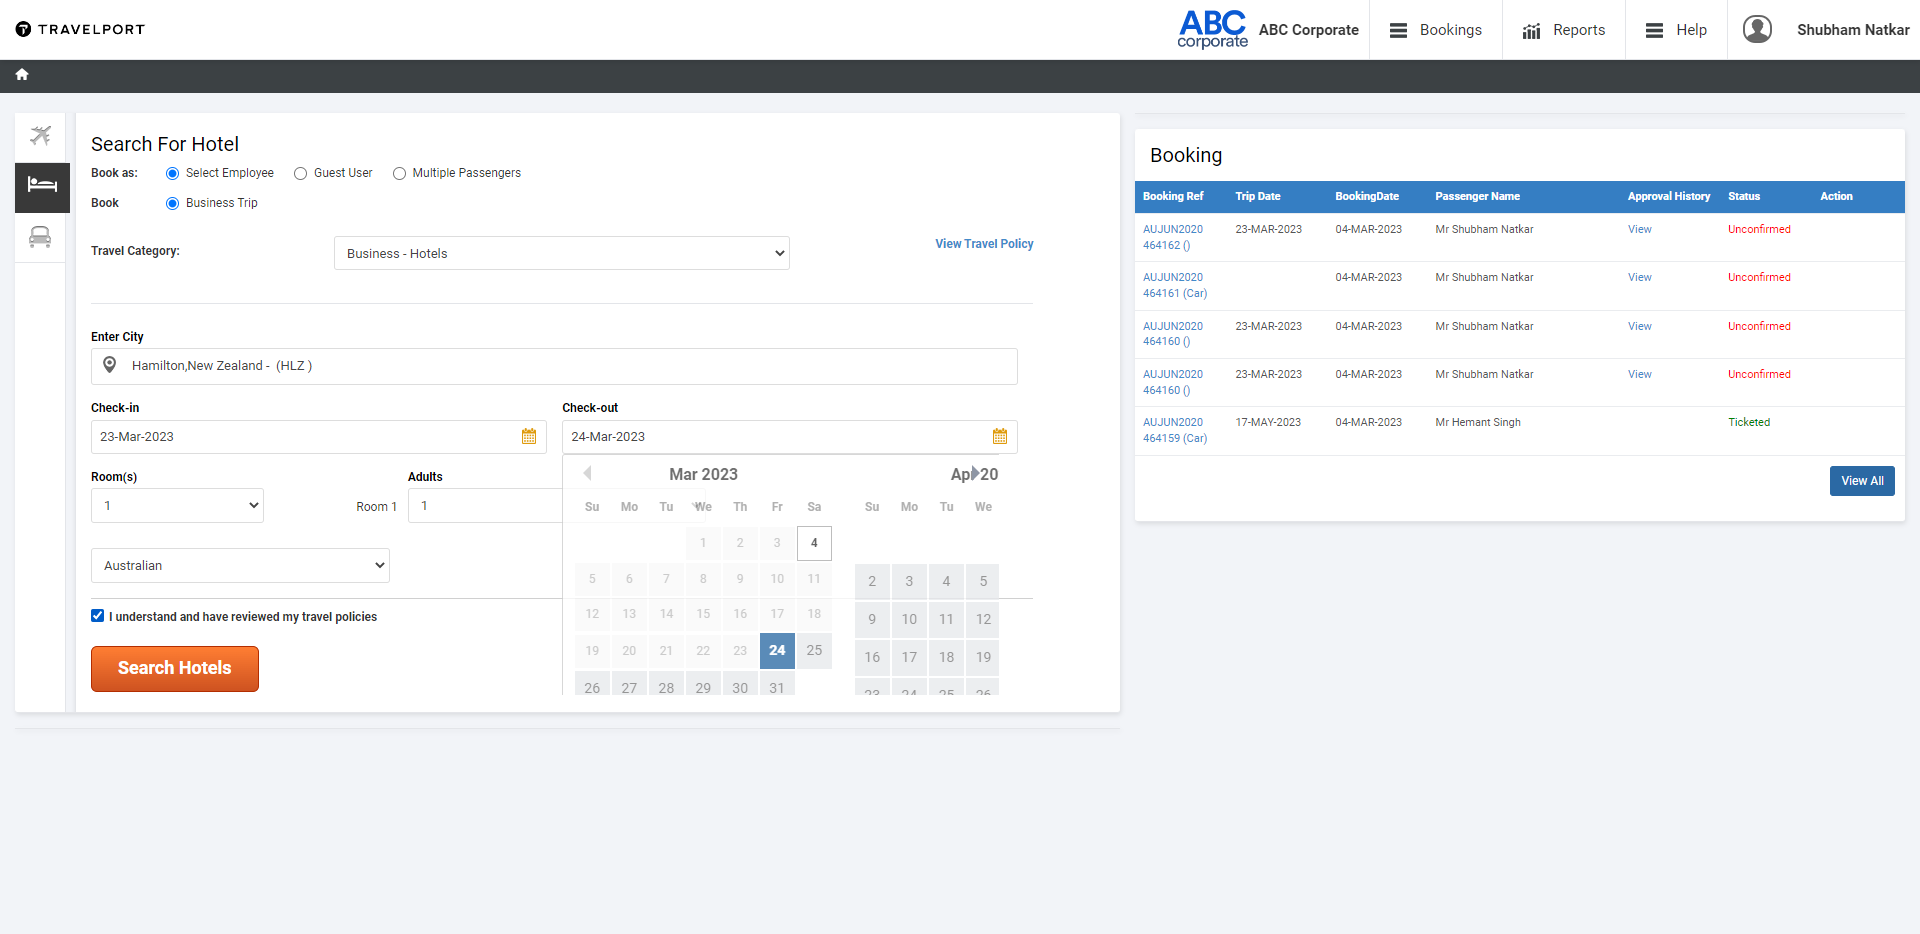 TRAVELPORT
ABC
corporate
ABC Corporate
Bookings
Reports
Help
Shubham Natkar
Search For Hotel
Book as: Select Employee Guest User Multiple Passengers
Book Business Trip
Travel Category: Business - Hotels View Travel Policy
Enter City
Hamilton,New Zealand - (HLZ )
Check-in Check-out
23-Mar-2023 24-Mar-2023
Room(s) Adults
1 Room 1 1
Australian
I understand and have reviewed my travel policies
Search Hotels
Mar 2023
Su Mo Tu We Th Fr Sa
1 2 3 4
5 6 7 8 9 10 11
12 13 14 15 16 17 18
19 20 21 22 23 24 25
26 27 28 29 30 31
Ap 20
Su Mo Tu We
2 3 4 5
9 10 11 12
16 17 18 19
23 24 25 26
Booking
Booking Ref Trip Date BookingDate Passenger Name Approval History Status Action
AUJUN2020 23-MAR-2023 04-MAR-2023 Mr Shubham Natkar View Unconfirmed
464162 ()
AUJUN2020 04-MAR-2023 Mr Shubham Natkar View Unconfirmed
464161 (Car)
AUJUN2020 23-MAR-2023 04-MAR-2023 Mr Shubham Natkar View Unconfirmed
464160 ()
AUJUN2020 23-MAR-2023 04-MAR-2023 Mr Shubham Natkar View Unconfirmed
464160 ()
AUJUN2020 17-MAY-2023 04-MAR-2023 Mr Hemant Singh Ticketed
464159 (Car)
View All